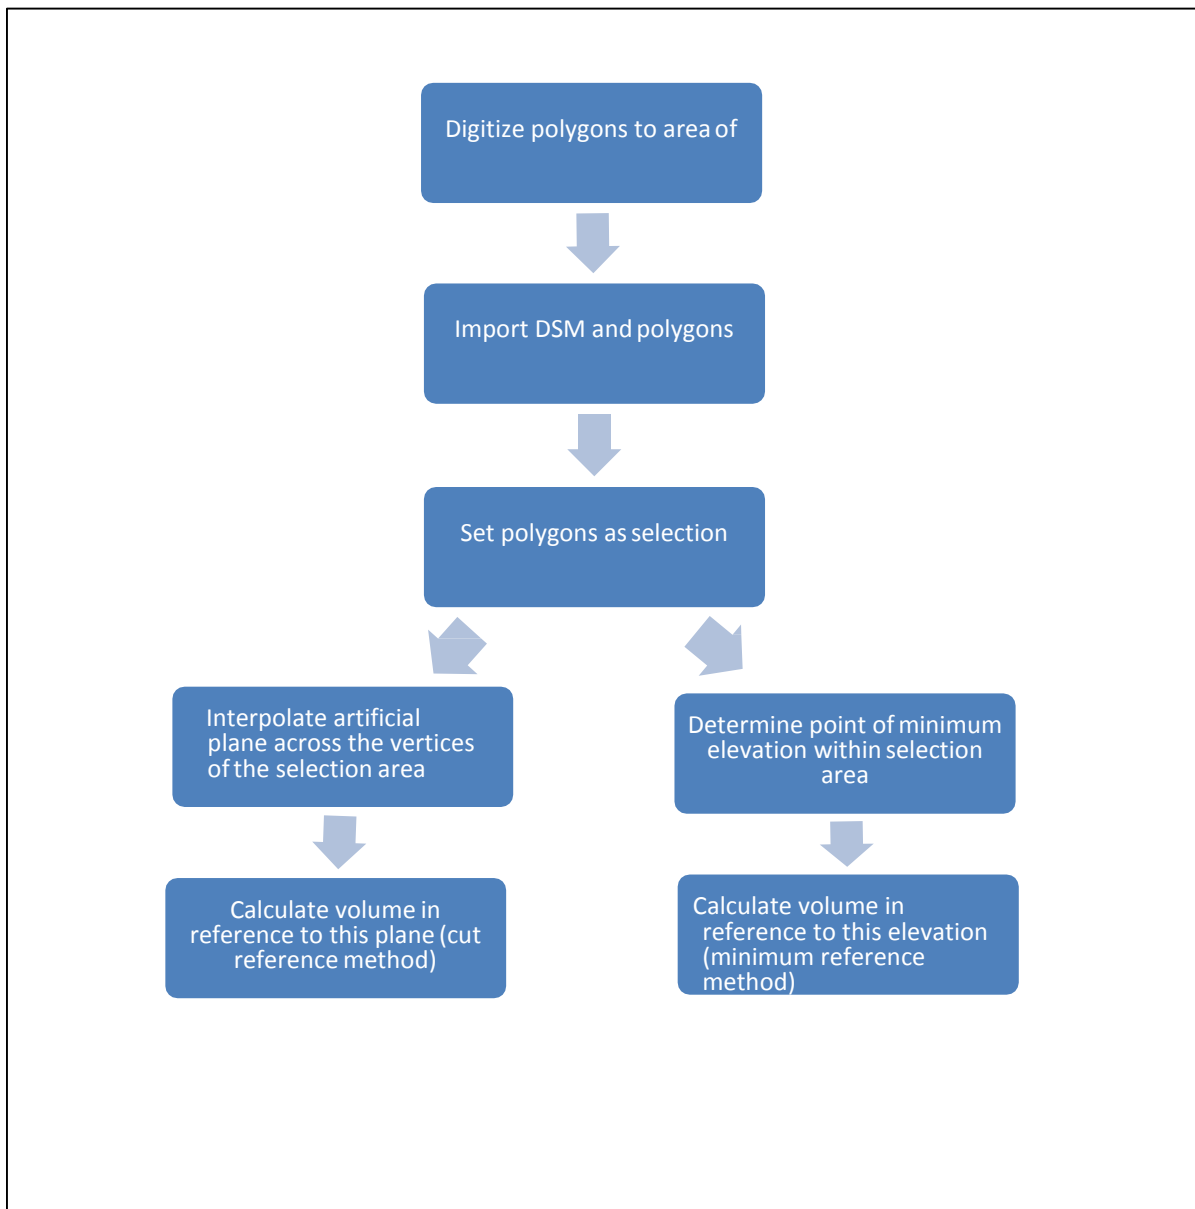 Digitize polygons to area of
Import DSM and polygons
Set polygons as selection
Interpolate artificial
plane across the vertices
of the selection area
Determine point of minimum
elevation within selection
area
Calculate volume in
reference to this plane (cut
reference method)
Calculate volume in
reference to this elevation
(minimum reference
method)